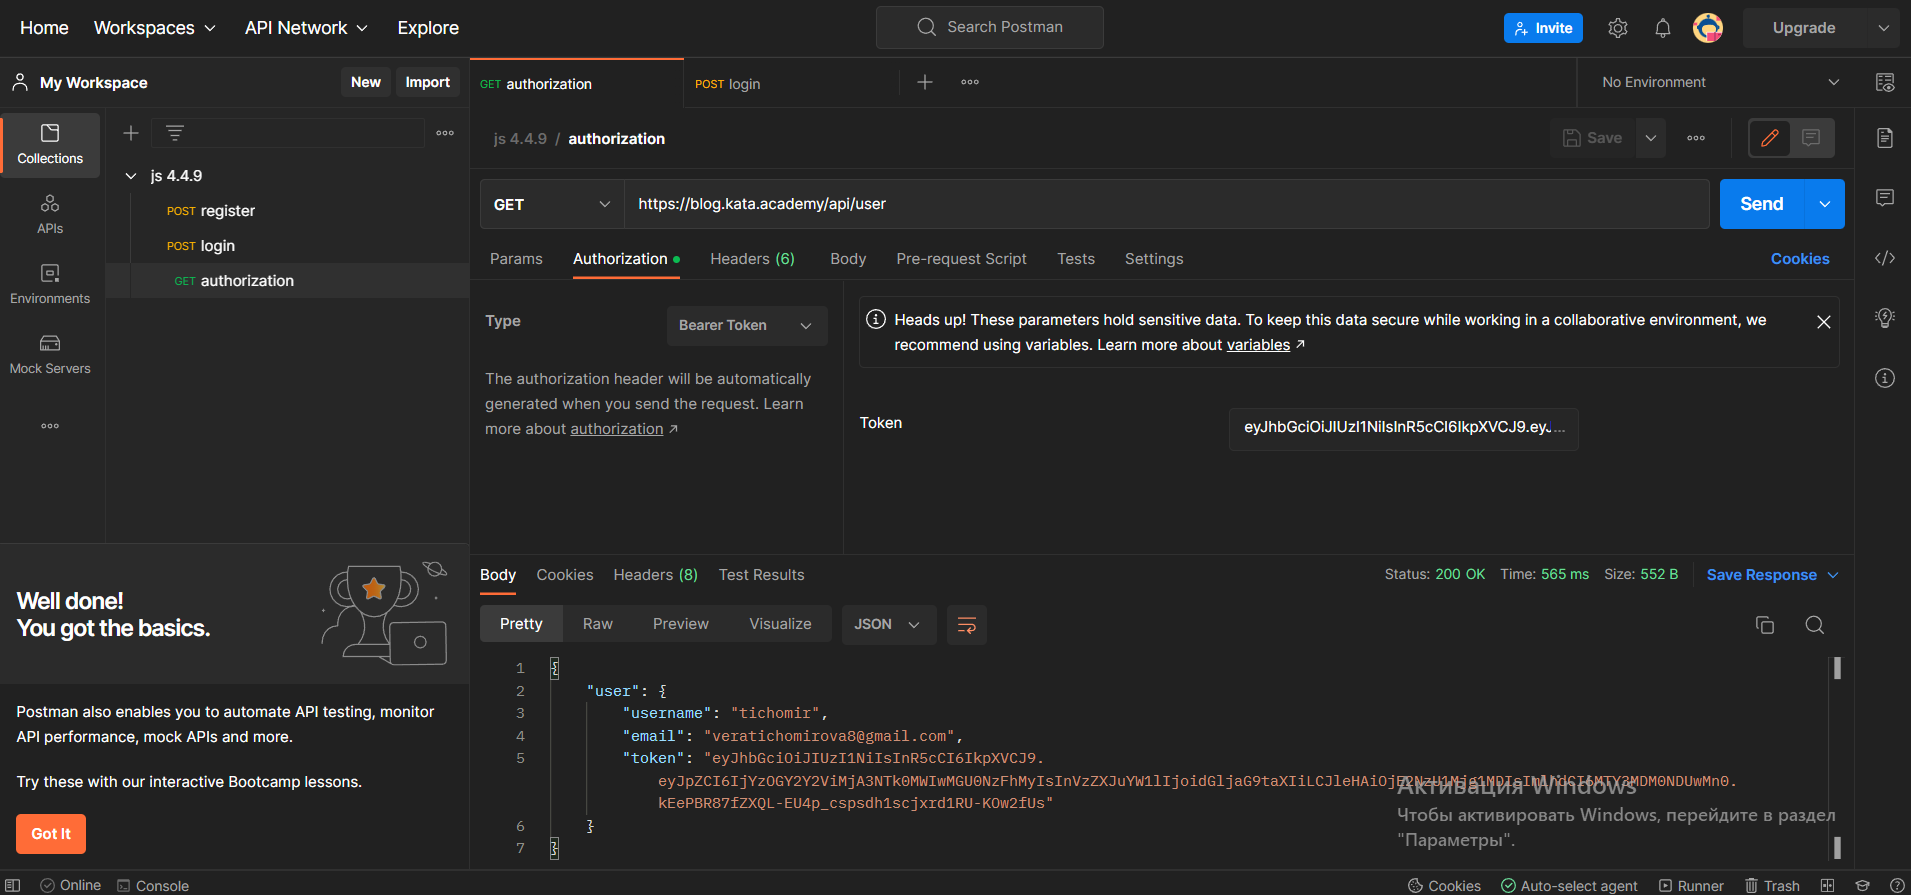 Home Workspaces API Network Explore
Search Postman
Invite Upgrade
My Workspace New Import
GET authorization
POST login
No Environment
Collections
APIs
Environments
Mock Servers
js 4.4.9
POST register
POST login
GET authorization
js 4.4.9 / authorization
Save
GET https://blog.kata.academy/api/user Send
Params Authorization Headers (6) Body Pre-request Script Tests Settings Cookies
Type Bearer Token
The authorization header will be automatically
generated when you send the request. Learn
more about authorization ↗
Heads up! These parameters hold sensitive data. To keep this data secure while working in a collaborative environment, we
recommend using variables. Learn more about variables ↗
Token eyJhbGciOiJIUzI1NiIsInR5cCI6IkpXVCJ9.eyJ...
Well done!
You got the basics.
Postman also enables you to automate API testing, monitor
API performance, mock APIs and more.
Try these with our interactive Bootcamp lessons.
Got It
Body Cookies Headers (8) Test Results
Status: 200 OK Time: 565 ms Size: 552 B Save Response
Pretty Raw Preview Visualize JSON
1 {
2 "user": {
3 "username": "tichomir",
4 "email": "veratichomirova8@gmail.com",
5 "token": "eyJhbGciOiJIUzI1NiIsInR5cCI6IkpXVCJ9.
kEePBR87fZXQL-EU4p_cspsdh1scjxrd1RU-KOw2fUs"
6 }
7 }
Активация Windows
Чтобы активировать Windows, перейдите в раздел
"Параметры".
Online Console
Cookies Auto-select agent Runner Trash